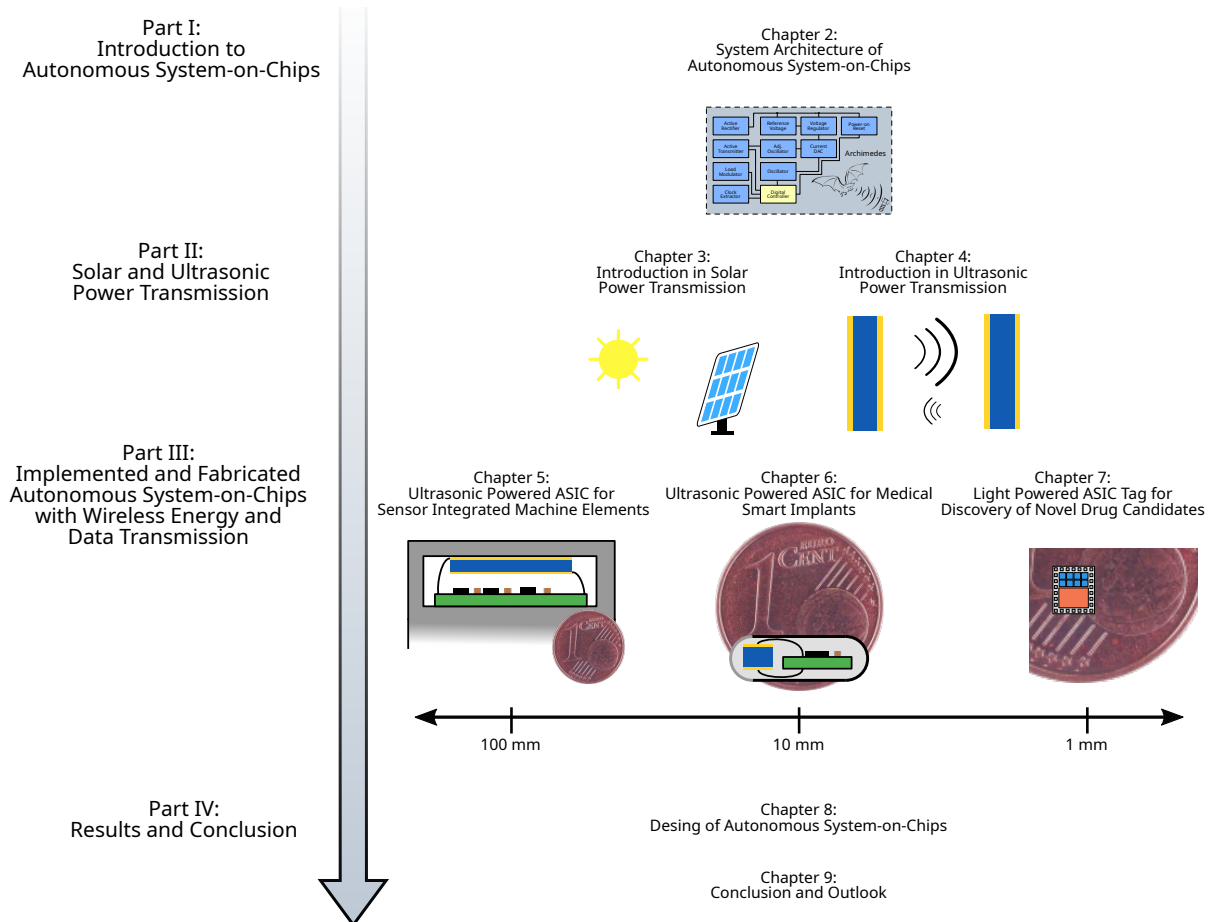 Part I:
Introduction to
Autonomous System-on-Chips
Chapter 2:
System Architecture of
Autonomous System-on-Chips
Active
Rectifier
Reference
Voltage
Voltage
Regulator
Power-on
Reset
Active
Transmitter
Adj.
Oscillator
Current
DAC
Archimedes
Load
Modulator
Oscillator
Clock
Extractor
Digital
Controller
Part II:
Solar and Ultrasonic
Power Transmission
Chapter 3:
Introduction in Solar
Power Transmission
Chapter 4:
Introduction in Ultrasonic
Power Transmission
Part III:
Implemented and Fabricated
Autonomous System-on-Chips
with Wireless Energy and
Data Transmission
Chapter 5:
Ultrasonic Powered ASIC for
Sensor Integrated Machine Elements
Chapter 6:
Ultrasonic Powered ASIC for Medical
Smart Implants
Chapter 7:
Light Powered ASIC Tag for
Discovery of Novel Drug Candidates
1
EURO
CENT
1
EURO
CENT
100 mm
10 mm
1 mm
Part IV:
Results and Conclusion
Chapter 8:
Desing of Autonomous System-on-Chips
Chapter 9:
Conclusion and Outlook